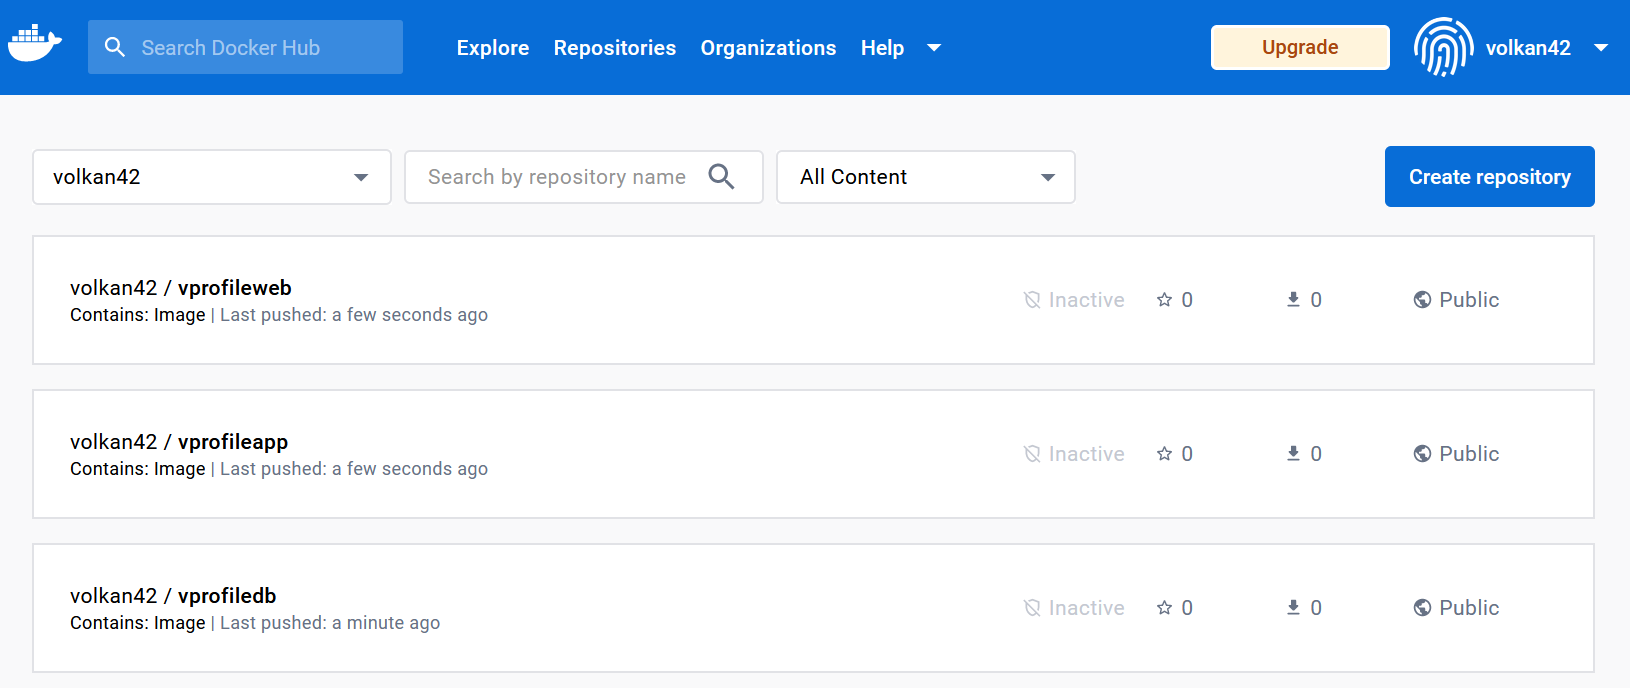 Search Docker Hub Explore Repositories Organizations Help Upgrade volkan42
volkan42 Search by repository name All Content Create repository
volkan42 / vprofileweb
Contains: Image | Last pushed: a few seconds ago
Inactive 0 0 Public
volkan42 / vprofileapp
Contains: Image | Last pushed: a few seconds ago
Inactive 0 0 Public
volkan42 / vprofiledb
Contains: Image | Last pushed: a minute ago
Inactive 0 0 Public